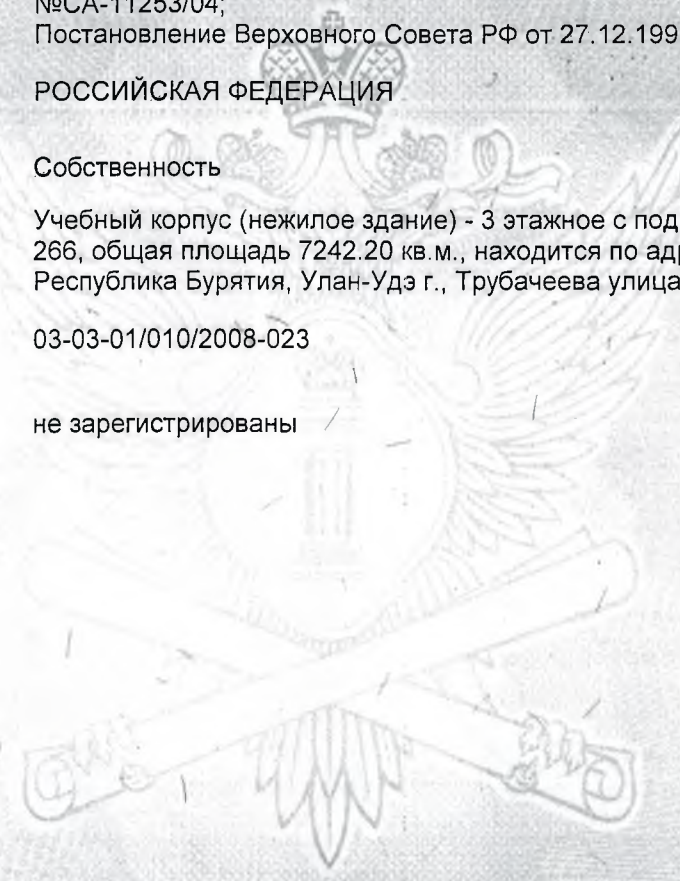 №СА-11253/04;
Постановление Верховного Совета РФ от 27.12.199
РОССИЙСКАЯ ФЕДЕРАЦИЯ
Собственность
Учебный корпус (нежилое здание) - 3 этажное с под
266, общая площадь 7242.20 кв.м., находится по ад
Республика Бурятия, Улан-Удэ г., Трубачеева улица
03-03-01/010/2008-023
не зарегистрированы